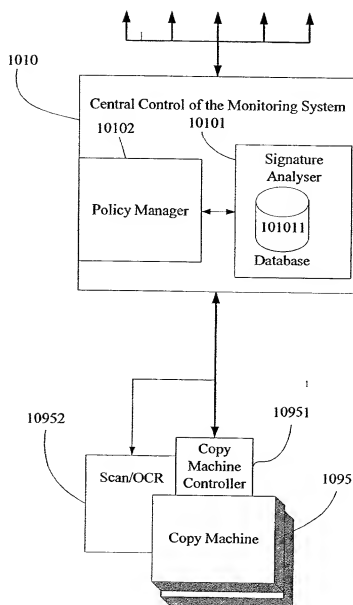 1010
Central Control of the Monitoring System
10102
10101
Signature
Analyser
Policy Manager
101011
Database
10952
10951
Copy
Machine
Controller
Scan/OCR
1095
Copy Machine